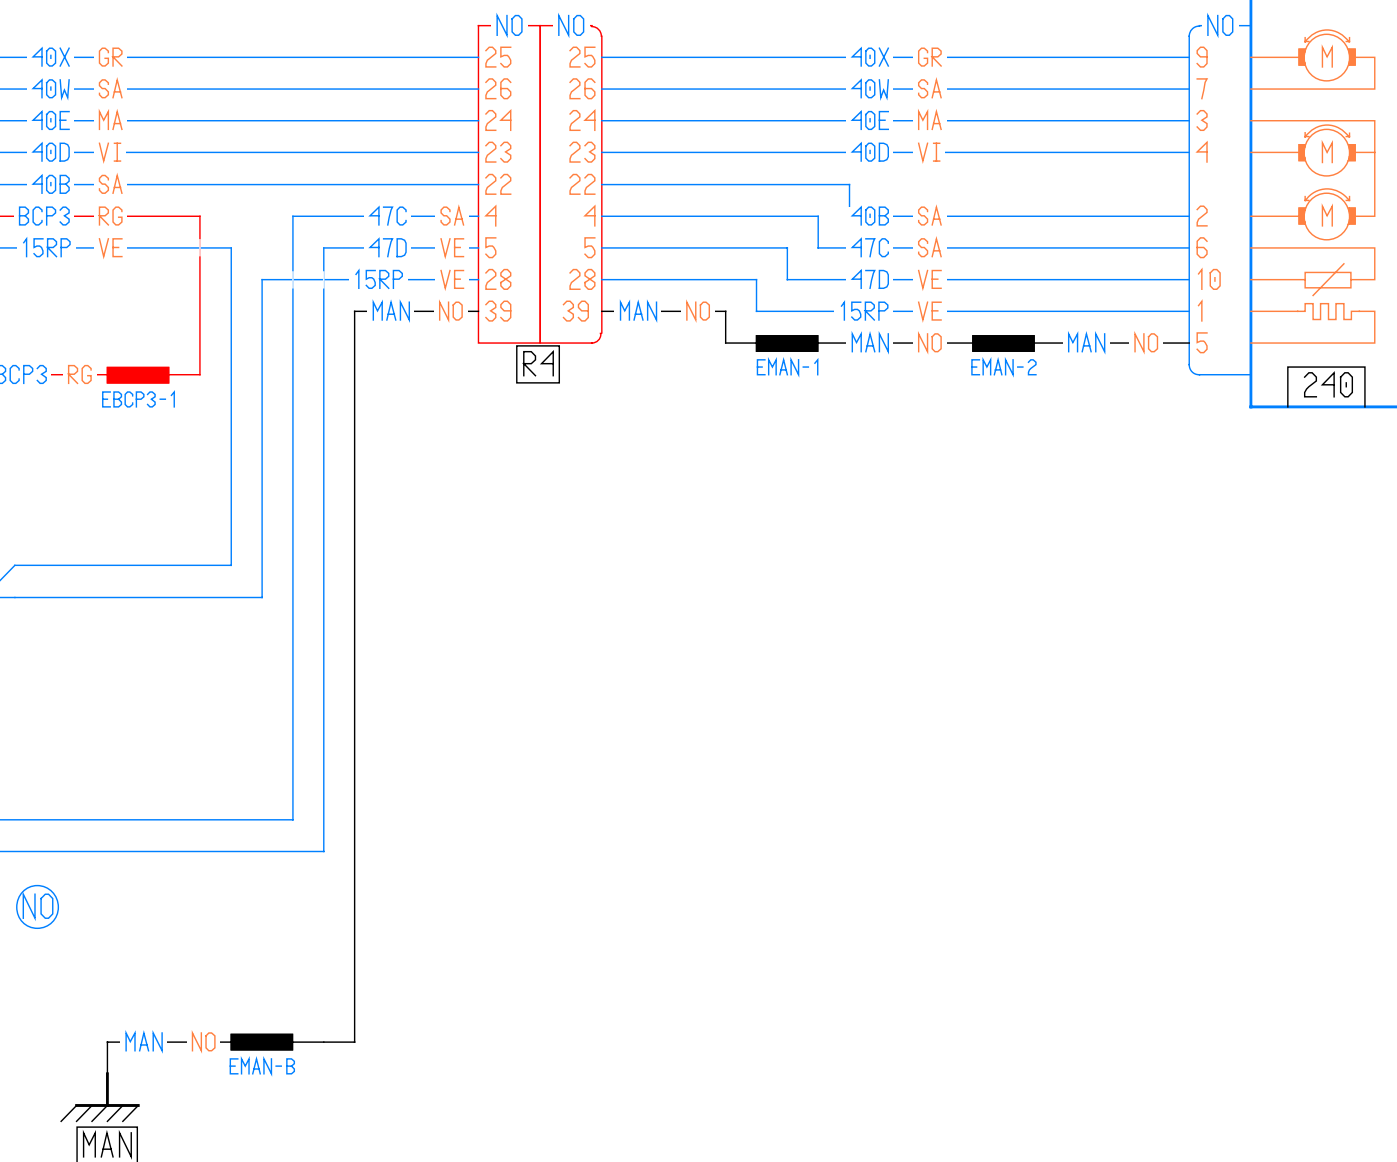 NO NO NO
40X GR 25 25 40X GR 9 M
40W SA 26 26 40W SA 7
40E MA 24 24 40E MA 3
40D VI 23 23 40D VI 4 M
40B SA 22 22
BCP3 RG 47C SA 4 4 40B SA 2 M
15RP VE 47D VE 5 5 47C SA 6
15RP VE 28 28 47D VE 10
MAN NO 39 39 MAN NO 15RP VE 1
MAN NO MAN NO 5
R4 EMAN-1 EMAN-2
BCP3 RG 240
EBCP3-1
NO
MAN NO
EMAN-B
MAN